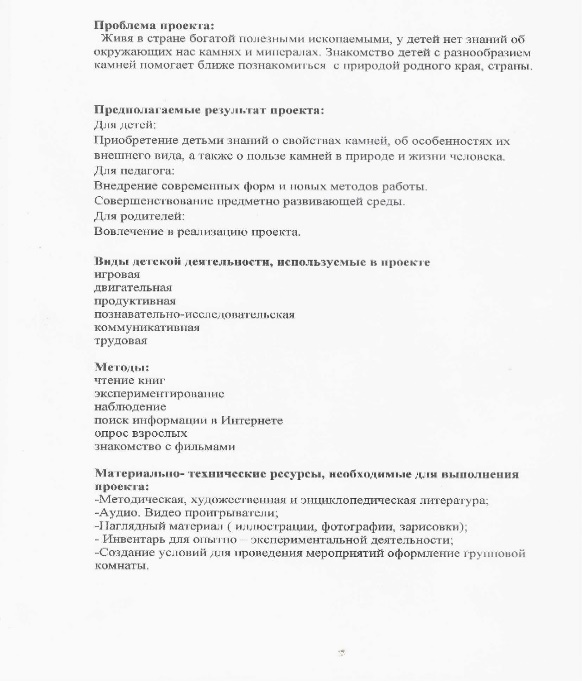 Проблема проекта:
Живя в стране богатой полезными ископаемыми, у детей нет знаний об
окружающих нас камнях и минералах. Знакомство детей с разнообразием
камней помогает ближе познакомиться с природой родного края, страны.
Предполагаемые результат проекта:
Для детей:
Приобретение детьми знаний о свойствах камней, об особенностях их
внешнего вида, а также о пользе камней в природе и жизни человека.
Для педагога:
Внедрение современных форм и новых методов работы.
Совершенствование предметно развивающей среды.
Для родителей:
Вовлечение в реализацию проекта.
Виды детской деятельности, используемые в проекте
игровая
двигательная
продуктивная
познавательно-исследовательская
коммуникативная
трудовая
Методы:
чтение книг
экспериментирование
наблюдение
поиск информации в Интернете
опрос взрослых
знакомство с фильмами
Материально- технические ресурсы, необходимые для выполнения
проекта:
-Методическая, художественная и энциклопедическая литература;
-Аудио. Видео проигрыватели;
-Наглядный материал ( иллюстрации, фотографии, зарисовки);
- Инвентарь для опытно – экспериментальной деятельности;
-Создание условий для проведения мероприятий оформление групповой
комнаты.